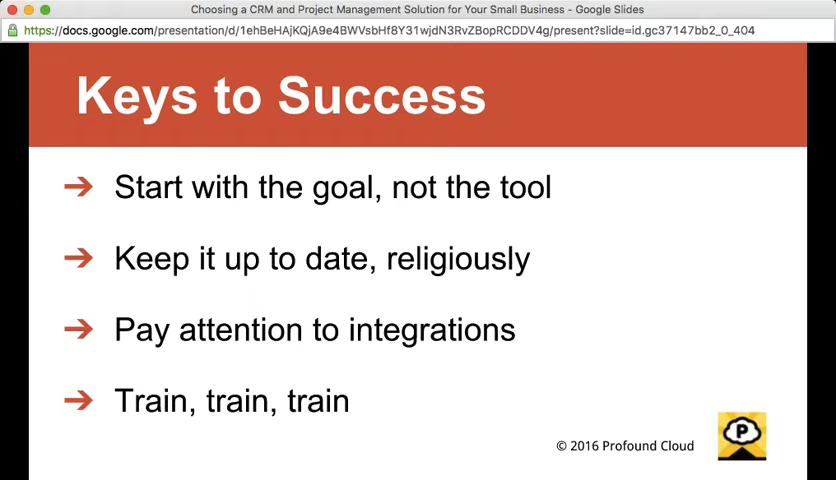 Choosing a CRM and Project Management Solution for Your Small Business - Google Slides
https://docs.google.com/presentation/d/1ehBeHAjKQjA9e4BWVsbHf8Y31wjdN3RvZBopRCDDV4g/present?slide=id.gc37147bb2_0_404
Keys to Success
➔ Start with the goal, not the tool
➔ Keep it up to date, religiously
➔ Pay attention to integrations
➔ Train, train, train
© 2016 Profound Cloud
P